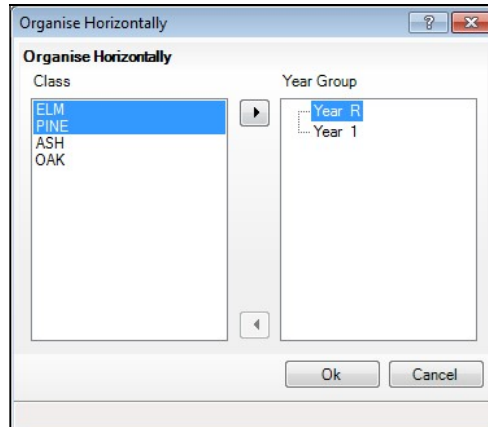 Organise Horizontally
Organise Horizontally
Class
Year Group
ELM
PINE
ASH
OAK
Year R
Year 1
Ok
Cancel